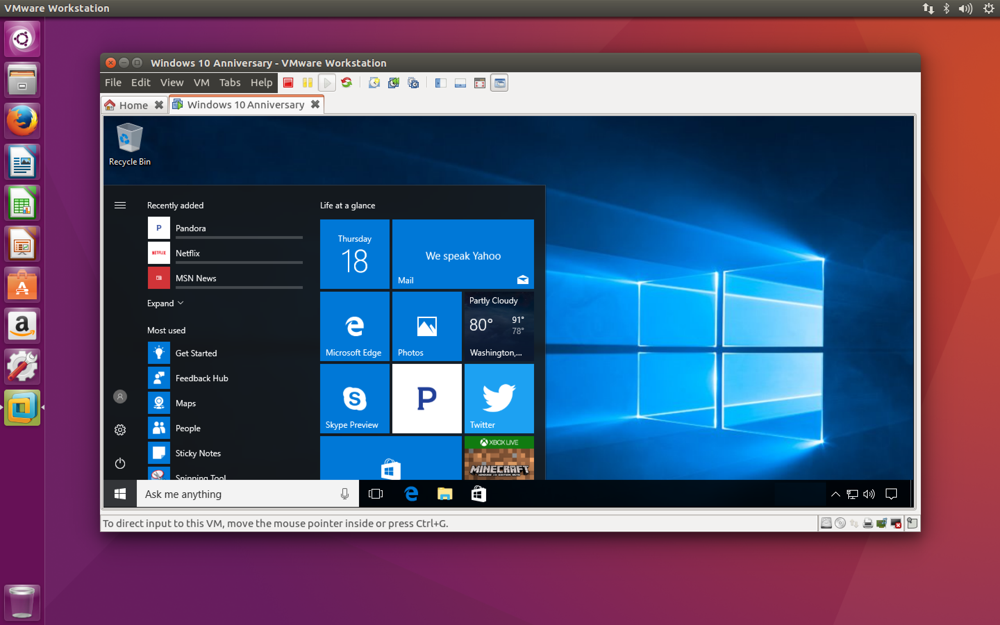 VMware Workstation
Windows 10 Anniversary - VMware Workstation
File Edit View VM Tabs Help
Home
Windows 10 Anniversary
Recycle Bin
Recently added
P
Pandora
NETFLIX
Netflix
MSN News
Expand
Most used
Get Started
Feedback Hub
Maps
People
Sticky Notes
Snipping Tool
Life at a glance
Thursday
18
We speak Yahoo
Mail
Microsoft Edge
Photos
Partly Cloudy
80°
91°
78°
Washington,...
Skype Preview
P
Twitter
XBOX LIVE
MINECRAFT
WINDOWS 10 EDITION BETA
Ask me anything
To direct input to this VM, move the mouse pointer inside or press Ctrl+G.